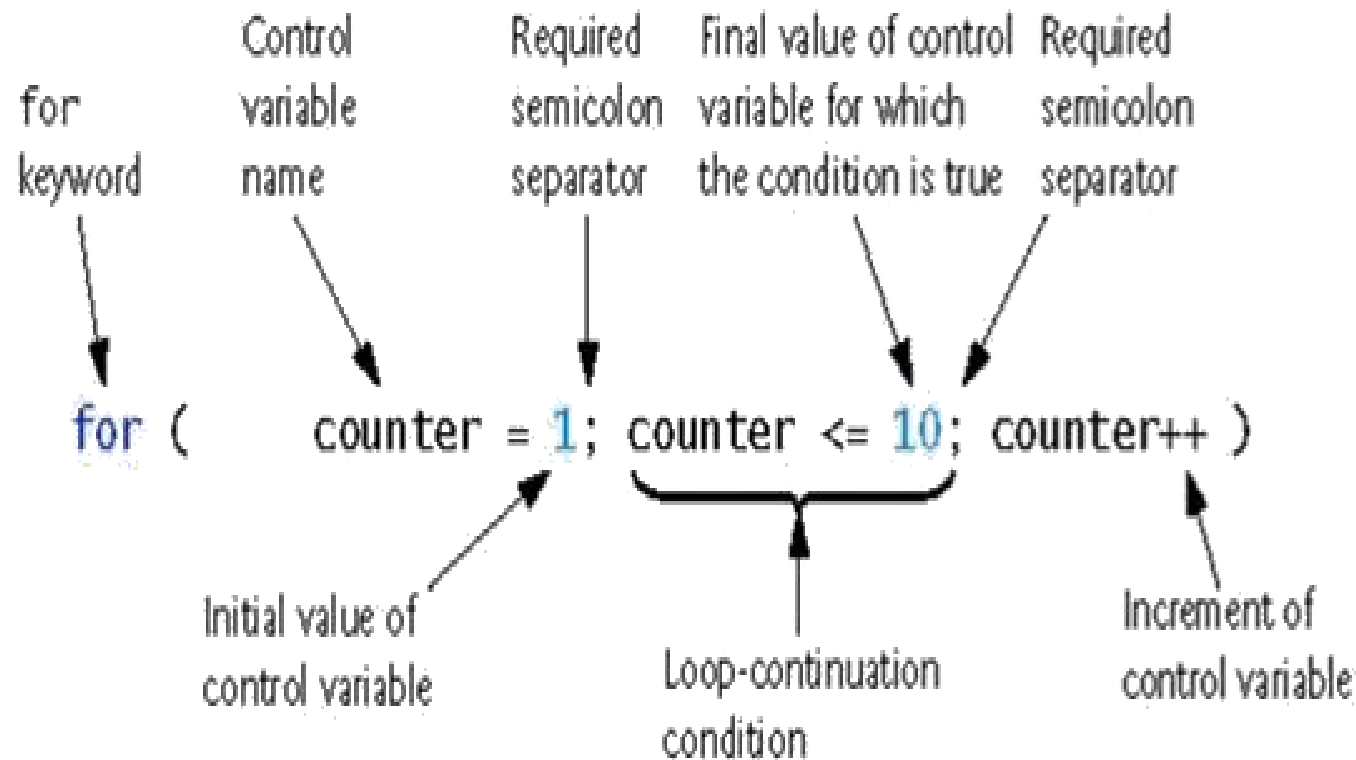 for
keyword
Control
variable
name
Required
semicolon
separator
Final value of control
variable for which
the condition is true
Required
semicolon
separator
for ( counter = 1; counter <= 10; counter++ )
Initial value of
control variable
Loop-continuation
condition
Increment of
control variable